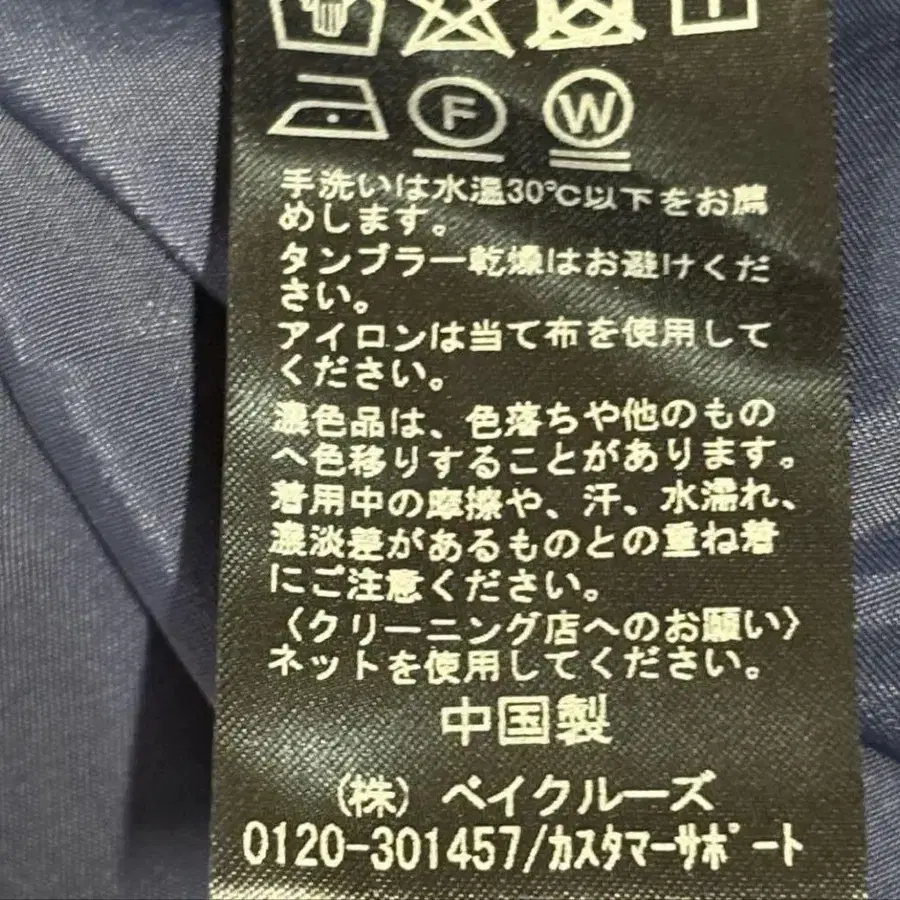 F W
手洗いは水温30℃以下をお薦
めします。
タンブラー乾燥はお避けくだ
さい。
アイロンは当て布を使用して
ください。
濃色品は、色落ちや他のもの
へ色移りすることがあります。
着用中の摩擦や、汗、水濡れ、
濃淡差があるものとの重ね着
にご注意ください。
〈クリーニング店へのお願い〉
ネットを使用してください。
中国製
(株) ベイクルーズ
0120-301457/ｶｽﾀﾏｰｻﾎﾟｰﾄ